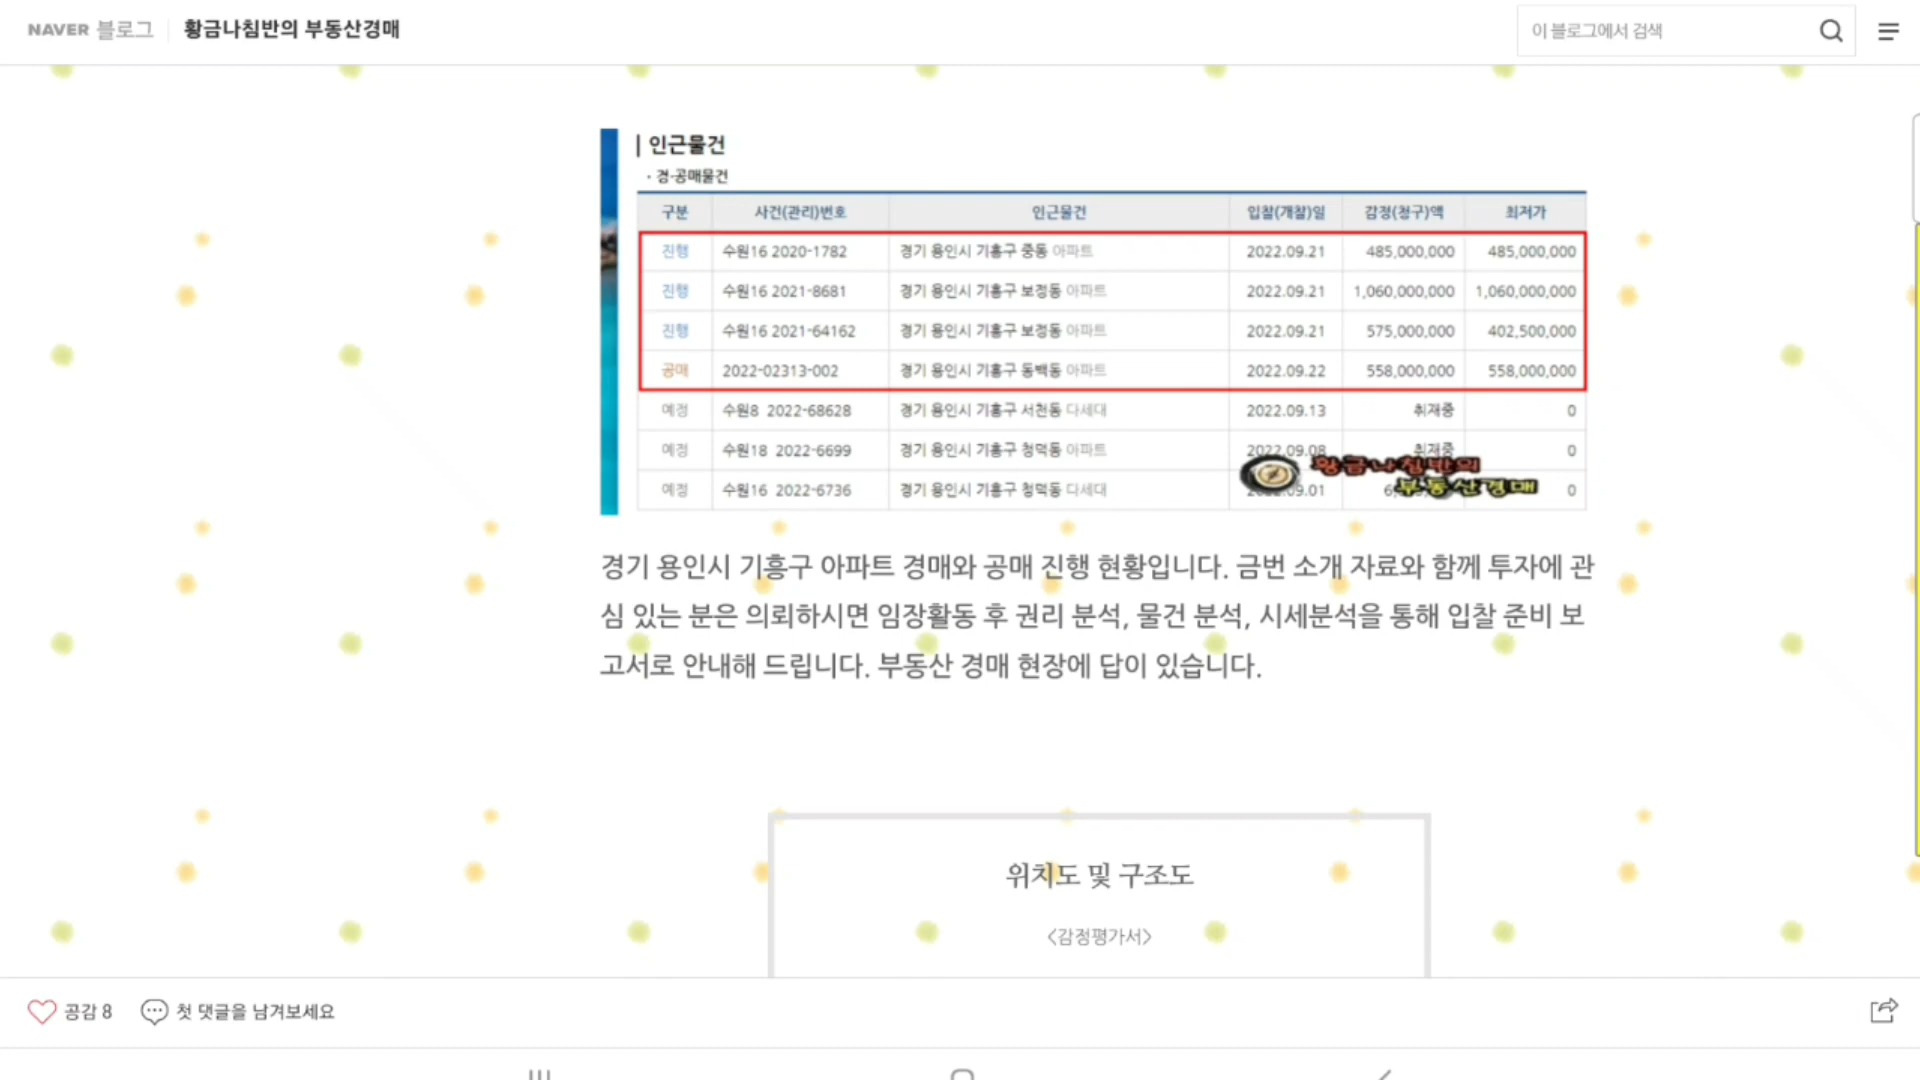 NAVER 블로그 황금나침반의 부동산경매 이 블로그에서 검색
인근물건
· 경·공매물건
구분 사건(관리)번호 인근물건 입찰(개찰)일 감정(청구)액 최저가
진행 수원16 2020-1782 경기 용인시 기흥구 중동 아파트 2022.09.21 485,000,000 485,000,000
진행 수원16 2021-8681 경기 용인시 기흥구 보정동 아파트 2022.09.21 1,060,000,000 1,060,000,000
진행 수원16 2021-64162 경기 용인시 기흥구 보정동 아파트 2022.09.21 575,000,000 402,500,000
공매 2022-02313-002 경기 용인시 기흥구 동백동 아파트 2022.09.22 558,000,000 558,000,000
예정 수원8 2022-68628 경기 용인시 기흥구 서천동 다세대 2022.09.13 취재중 0
예정 수원18 2022-6699 경기 용인시 기흥구 청덕동 아파트 2022.09.08 취재중 0
황금나침반의
예정 수원16 2022-6736 경기 용인시 기흥구 청덕동 다세대 0
부동산경매
경기 용인시 기흥구 아파트 경매와 공매 진행 현황입니다. 금번 소개 자료와 함께 투자에 관
심 있는 분은 의뢰하시면 임장활동 후 권리 분석, 물건 분석, 시세분석을 통해 입찰 준비 보
고서로 안내해 드립니다. 부동산 경매 현장에 답이 있습니다.
위치도 및 구조도
<감정평가서>
공감 8 첫 댓글을 남겨보세요